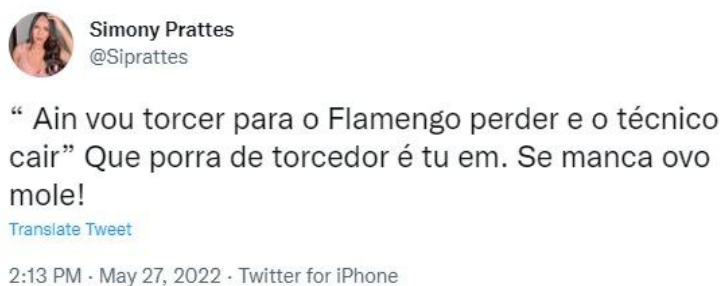 Simony Prattes
@Siprattes
“ Ain vou torcer para o Flamengo perder e o técnico
cair” Que porra de torcedor é tu em. Se manca ovo
mole!
Translate Tweet
2:13 PM · May 27, 2022 · Twitter for iPhone